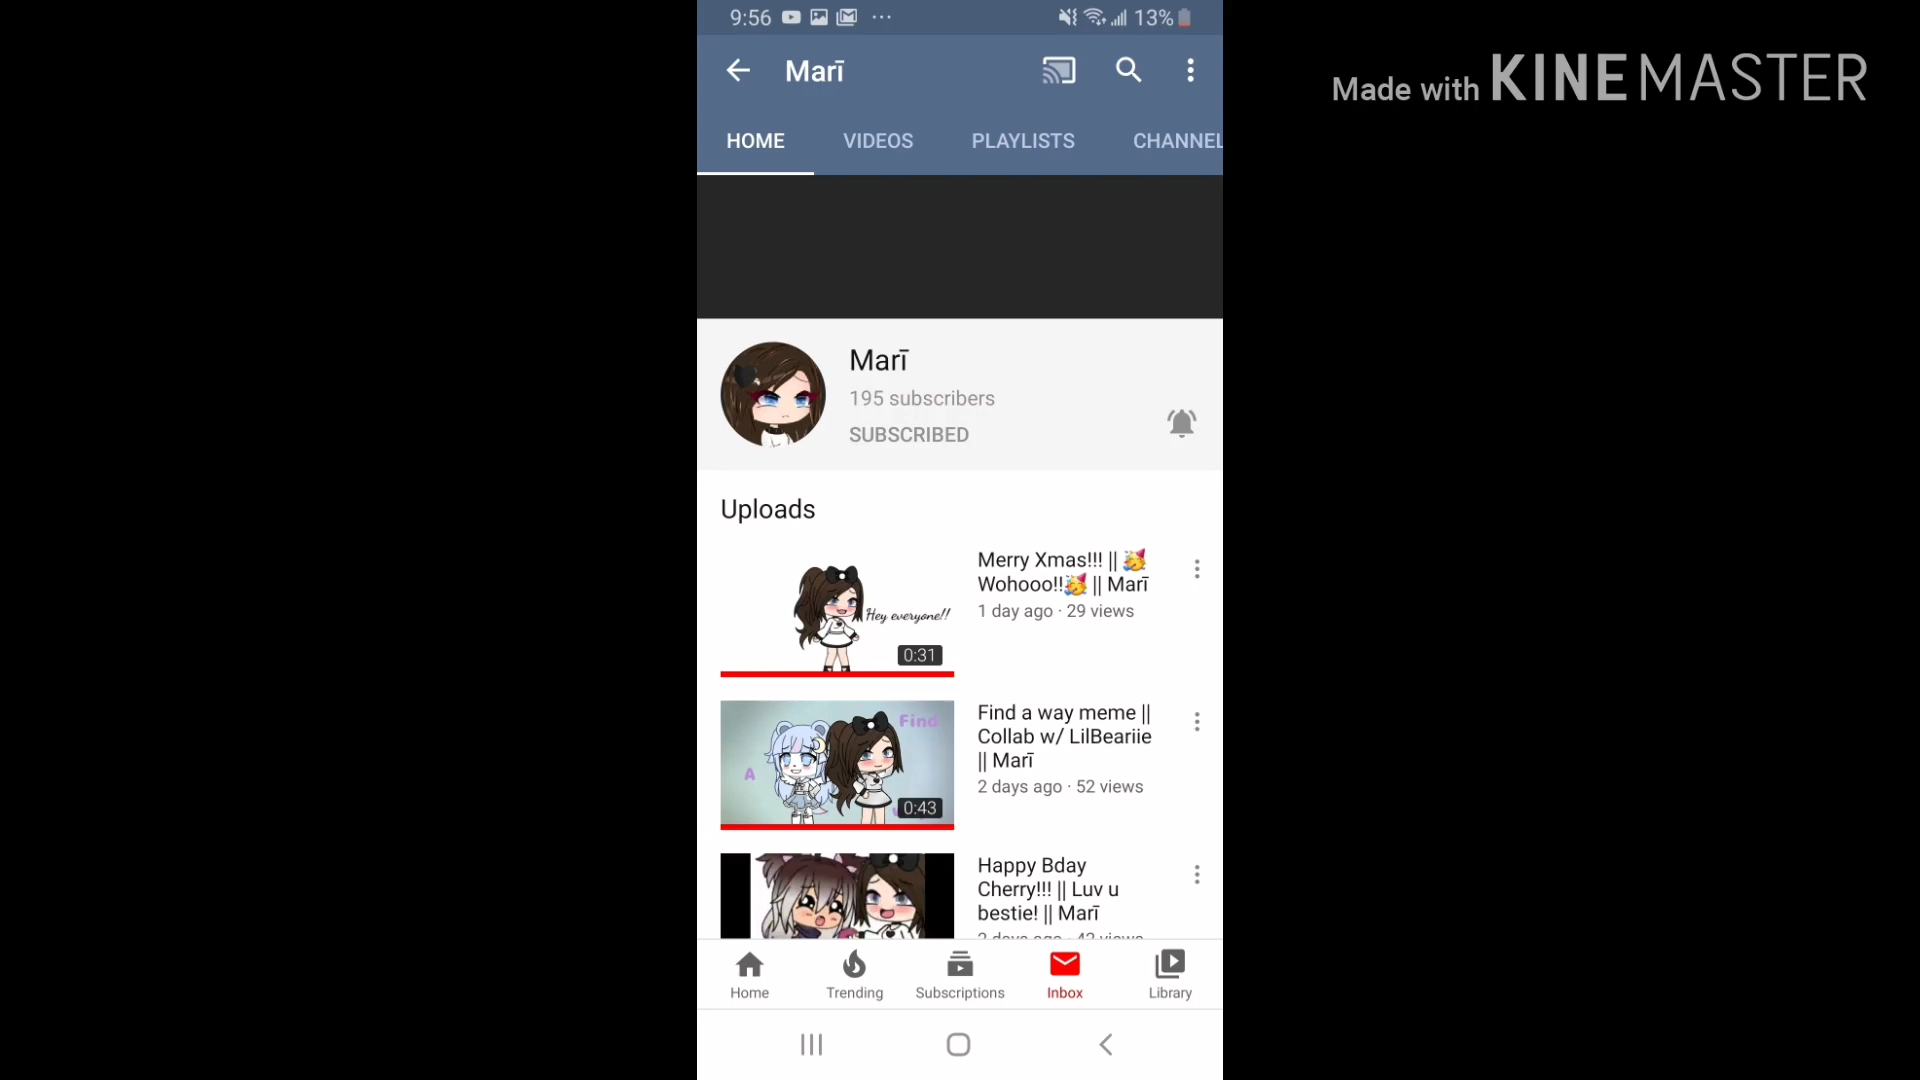 9:56
13%
Made with KINEMASTER
Marī
HOME VIDEOS PLAYLISTS CHANNEL
Marī
195 subscribers
SUBSCRIBED
Uploads
Merry Xmas!!! || 🥳
Wohooo!!🥳 || Marī
1 day ago · 29 views
Hey everyone!!
0:31
Find a way meme ||
Collab w/ LilBeariie
|| Marī
2 days ago · 52 views
Find
A
0:43
Happy Bday
Cherry!!! || Luv u
bestie! || Marī
Home Trending Subscriptions Inbox Library